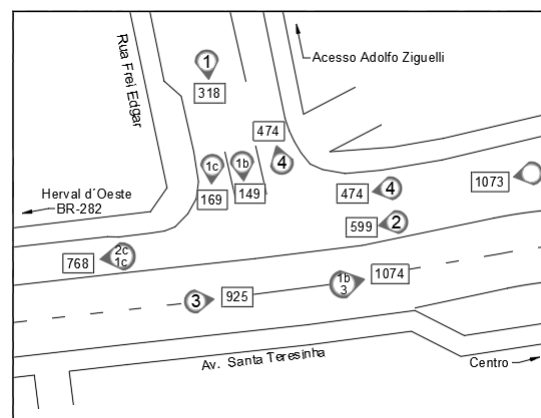 Rua Frei Edgar
1
318
Acesso Adolfo Ziguelli
474
4
1c
1b
169
149
474
4
1073
599
2
Herval d´Oeste
BR-282
768
2c
1c
3
925
1b
3
1074
Av. Santa Teresinha
Centro